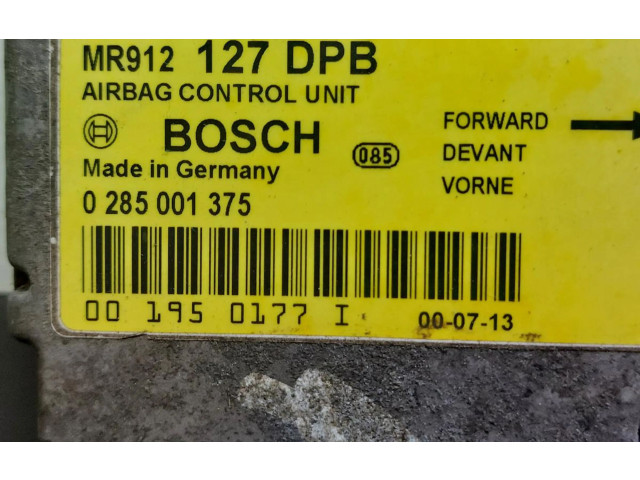 MR912 127 DPB
AIRBAG CONTROL UNIT
BOSCH
085
Made in Germany
0 285 001 375
FORWARD
DEVANT
VORNE
00 195 0177 I
00-07-13